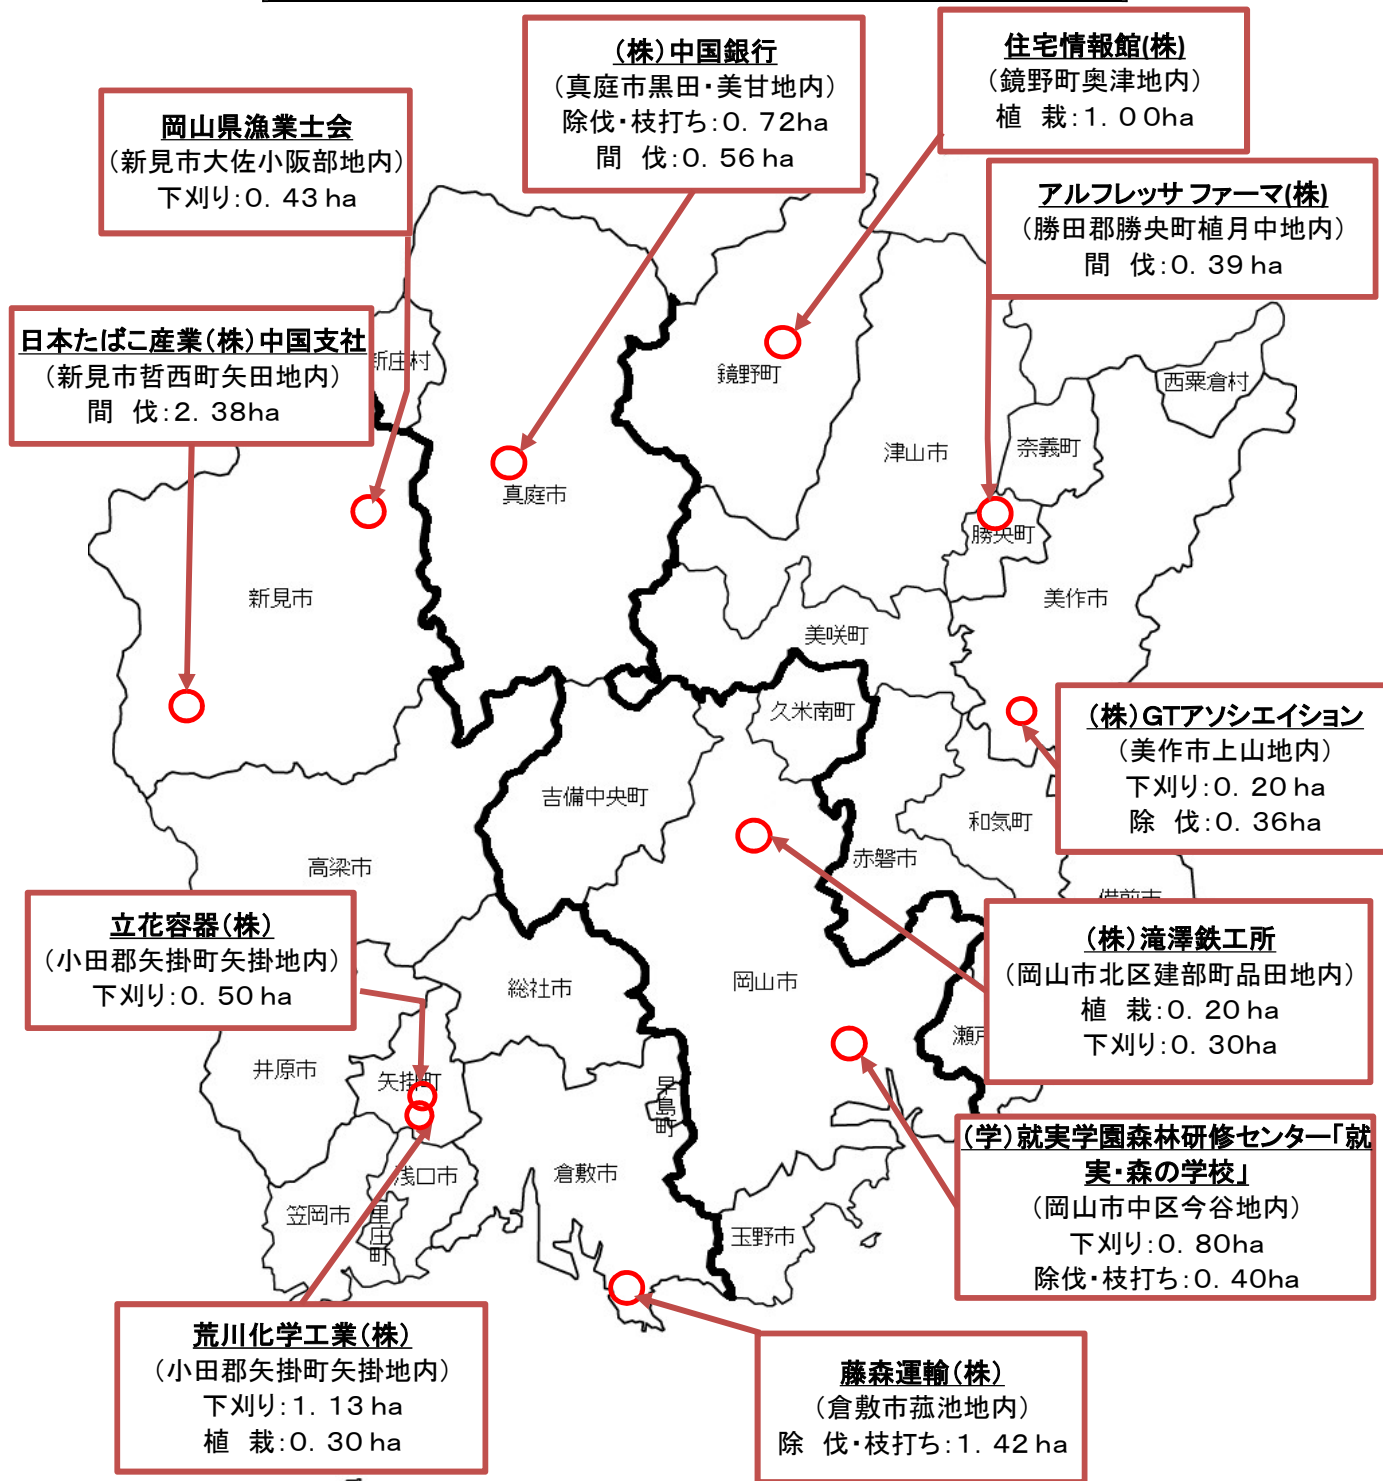 (株)中国銀行
(真庭市黒田・美甘地内)
除伐・枝打ち:0.72ha
間 伐:0.56ha
住宅情報館(株)
(鏡野町奥津地内)
植 栽:1.00ha
岡山県漁業士会
(新見市大佐小阪部地内)
下刈り:0.43ha
アルフレッサ ファーマ(株)
(勝田郡勝央町植月中地内)
間 伐:0.39ha
日本たばこ産業(株)中国支社
(新見市哲西町矢田地内)
間 伐:2.38ha
新庄村
鏡野町
西粟倉村
津山市
奈義町
真庭市
勝央町
新見市
美作市
美咲町
久米南町
(株)GTアソシエイション
(美作市上山地内)
下刈り:0.20ha
除 伐:0.36ha
吉備中央町
和気町
高梁市
赤磐市
備前市
立花容器(株)
(小田郡矢掛町矢掛地内)
下刈り:0.50ha
(株)滝澤鉄工所
(岡山市北区建部町品田地内)
植 栽:0.20ha
下刈り:0.30ha
総社市
岡山市
瀬戸
井原市
矢掛町
早島町
(学)就実学園森林研修センター「就
実・森の学校」
(岡山市中区今谷地内)
下刈り:0.80ha
除伐・枝打ち:0.40ha
浅口市
倉敷市
笠岡市
里庄町
玉野市
荒川化学工業(株)
(小田郡矢掛町矢掛地内)
下刈り:1.13ha
植 栽:0.30ha
藤森運輸(株)
(倉敷市菰池地内)
除 伐・枝打ち:1.42ha